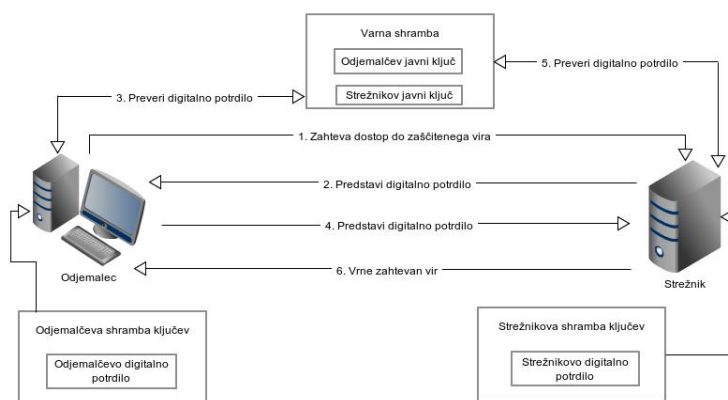 Varna shramba
Odjemalčev javni ključ
Strežnikov javni ključ
5. Preveri digitalno potrdilo
3. Preveri digitalno potrdilo
1. Zahteva dostop do zaščitenega vira
2. Predstavi digitalno potrdilo
4. Predstavi digitalno potrdilo
6. Vrne zahtevan vir
Odjemalec
Strežnik
Odjemalčeva shramba ključev
Odjemalčevo digitalno
potrdilo
Strežnikova shramba ključev
Strežnikovo digitalno
potrdilo